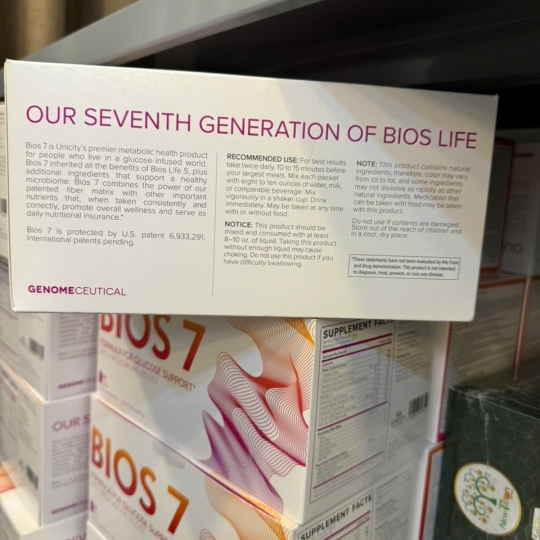 OUR SEVENTH GENERATION OF BIOS LIFE
Bios 7 is Unicity's premier metabolic health product
for people who live in a glucose-infused world.
Bios 7 inherited all the benefits of Bios Life S, plus
additional ingredients that support a healthy
microbiome. Bios 7 combines the power of our
patented fiber matrix with other important
nutrients that, when taken consistently and
correctly, promote overall wellness and serve as
daily nutritional insurance.*
Bios 7 is protected by U.S. patent 6,933,291.
International patents pending.
GENOMECEUTICAL
RECOMMENDED USE: For best results
take twice daily, 10 to 15 minutes before
your largest meals. Mix each packet
with eight to ten ounces of water, milk,
or comparable beverage. Mix
vigorously in a shaker cup. Drink
immediately. May be taken at any time
with or without food.
NOTICE: This product should be
mixed and consumed with at least
8–10 oz. of liquid. Taking this product
without enough liquid may cause
choking. Do not use this product if you
have difficulty swallowing.
NOTE: This product contains natural
ingredients; therefore, color may vary
from lot to lot, and some ingredients
may not dissolve as rapidly as other
natural ingredients. Medication that
can be taken with food may be taken
with this product.
Do not use if contents are damaged.
Store out of the reach of children and
in a cool, dry place.
*These statements have not been evaluated by the Food
and Drug Administration. This product is not intended
to diagnose, treat, prevent, or cure any disease.
BIOS 7
FORMULA FOR GLUCOSE SUPPORT*
SUPPLEMENT FACTS
OUR S
BIOS 7
FORMULA FOR GLUCOSE SUPP
SUPPLEMENT FACTS